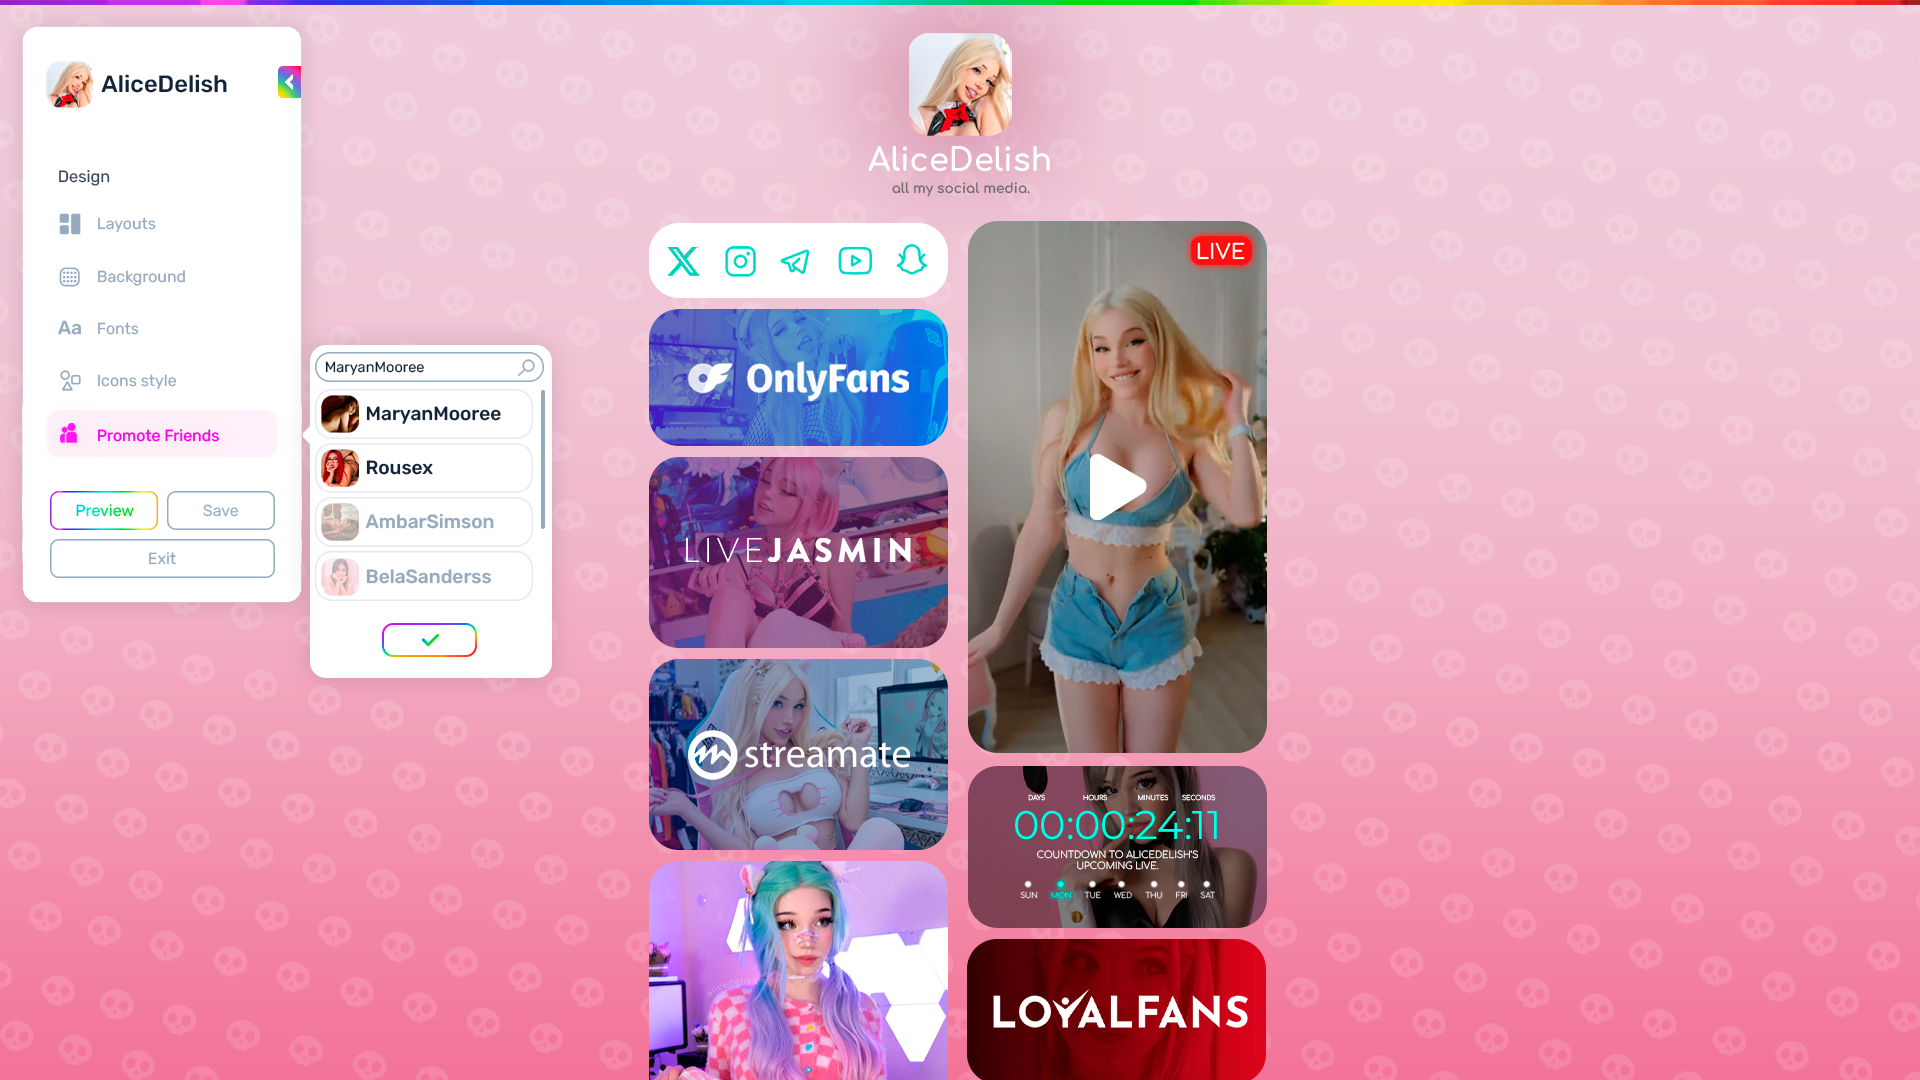 AliceDelish
Design
Layouts
Background
Aa Fonts
Icons style
Promote Friends
Preview
Save
Exit
MaryanMooree
MaryanMooree
Rousex
AmbarSimson
BelaSanderss
AliceDelish
all my social media.
OnlyFans
LIVEJASMIN
streamate
alicedelish
LIVE
DAYS HOURS MINUTES SECONDS
00:00:24:11
COUNTDOWN TO ALICEDELISH'S
UPCOMING LIVE.
SUN MON TUE WED THU FRI SAT
LOYALFANS